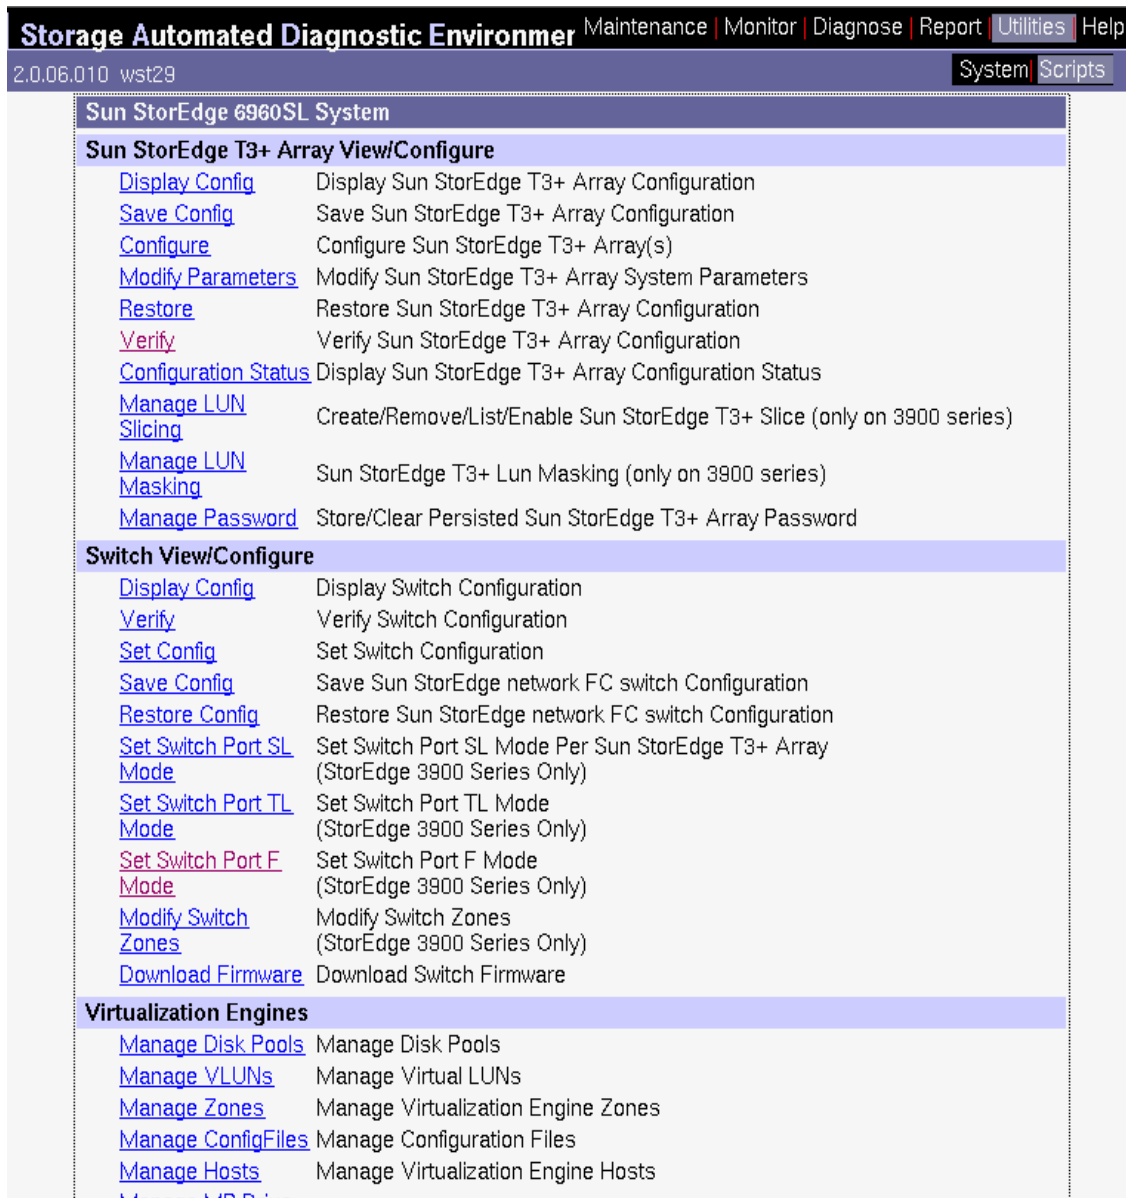 Storage Automated Diagnostic Environmer Maintenance | Monitor | Diagnose | Report | Utilities | Help
2.0.06.010 wst29 System | Scripts
Sun StorEdge 6960SL System
Sun StorEdge T3+ Array View/Configure
Display Config Display Sun StorEdge T3+ Array Configuration
Save Config Save Sun StorEdge T3+ Array Configuration
Configure Configure Sun StorEdge T3+ Array(s)
Modify Parameters Modify Sun StorEdge T3+ Array System Parameters
Restore Restore Sun StorEdge T3+ Array Configuration
Verify Verify Sun StorEdge T3+ Array Configuration
Configuration Status Display Sun StorEdge T3+ Array Configuration Status
Manage LUN
Slicing
Create/Remove/List/Enable Sun StorEdge T3+ Slice (only on 3900 series)
Manage LUN
Masking
Sun StorEdge T3+ Lun Masking (only on 3900 series)
Manage Password Store/Clear Persisted Sun StorEdge T3+ Array Password
Switch View/Configure
Display Config Display Switch Configuration
Verify Verify Switch Configuration
Set Config Set Switch Configuration
Save Config Save Sun StorEdge network FC switch Configuration
Restore Config Restore Sun StorEdge network FC switch Configuration
Set Switch Port SL Set Switch Port SL Mode Per Sun StorEdge T3+ Array
Mode (StorEdge 3900 Series Only)
Set Switch Port TL Set Switch Port TL Mode
Mode (StorEdge 3900 Series Only)
Set Switch Port F Set Switch Port F Mode
Mode (StorEdge 3900 Series Only)
Modify Switch Modify Switch Zones
Zones (StorEdge 3900 Series Only)
Download Firmware Download Switch Firmware
Virtualization Engines
Manage Disk Pools Manage Disk Pools
Manage VLUNs Manage Virtual LUNs
Manage Zones Manage Virtualization Engine Zones
Manage ConfigFiles Manage Configuration Files
Manage Hosts Manage Virtualization Engine Hosts